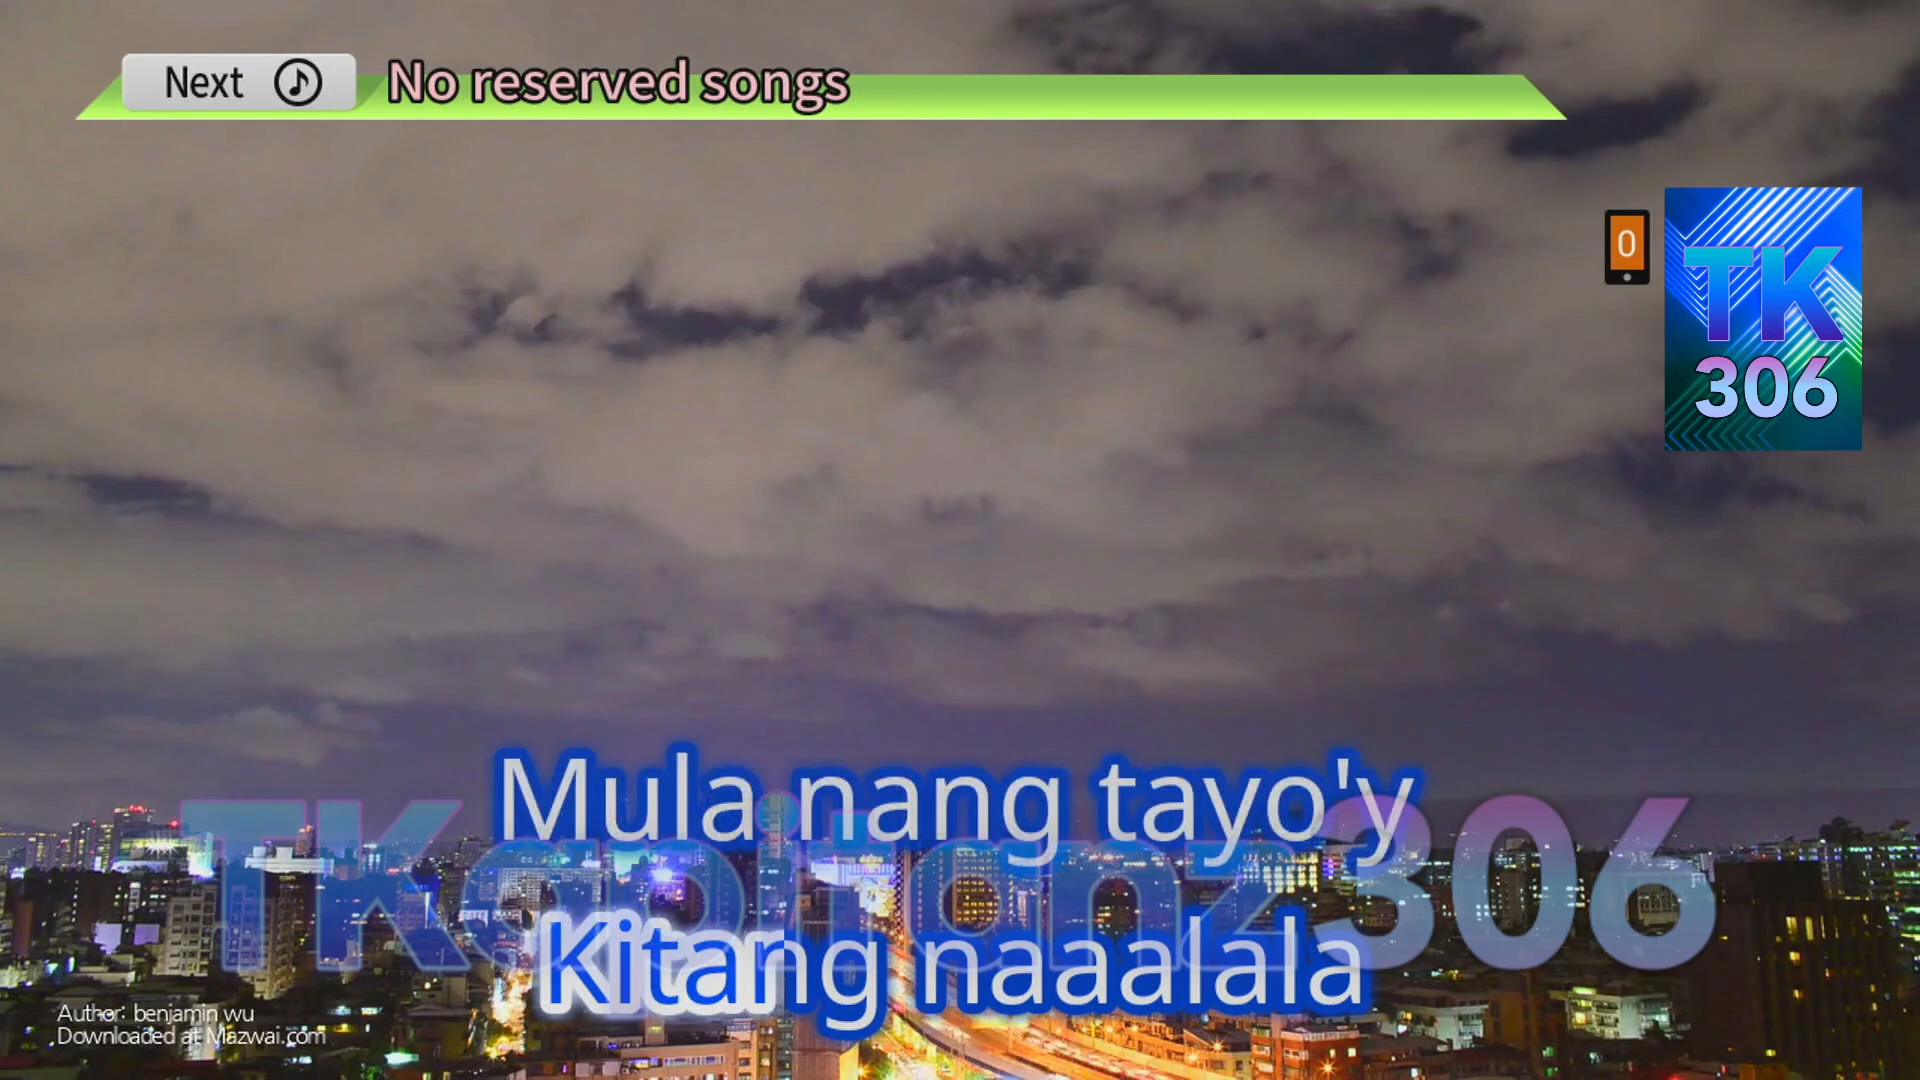 Next
No reserved songs
0
TK
306
Mula nang tayo'y
TKapitanz306
Kitang naaalala
Author: benjamin wu
Downloaded at Mazwai.com